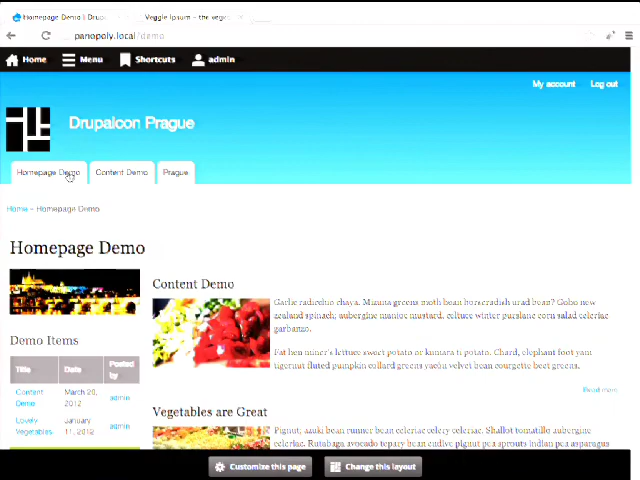 Homepage Demo | Drup
Veggie Ipsum - the veg
panopoly.local/demo
Home
Menu
Shortcuts
admin
My account
Log out
Drupalcon Prague
Homepage Demo
Content Demo
Prague
Home » Homepage Demo
Homepage Demo
Demo Items
Title
Date
Posted by
Content Demo
March 20, 2012
admin
Lovely Vegetables
January 11, 2012
admin
Content Demo
Garlic radicchio chaya. Mizuna greens moth bean horseradish urad bean? Gobo new
zealand spinach; aubergine manioc mustard, celtuce winter purslane corn salad celeriac
garbanzo.
Fat hen miner's lettuce sweet potato or kumara ti potato. Chard, elephant foot yam
tigernut fluted pumpkin collard greens yacón velvet bean courgette beet greens.
Read more
Vegetables are Great
Pignut, azuki bean runner bean celeriac celery celeriac. Shallot tomatillo aubergine
celeriac. Rutabaga avocado tepary bean endive pignut pea sprouts indian pea asparagus
Customize this page
Change this layout